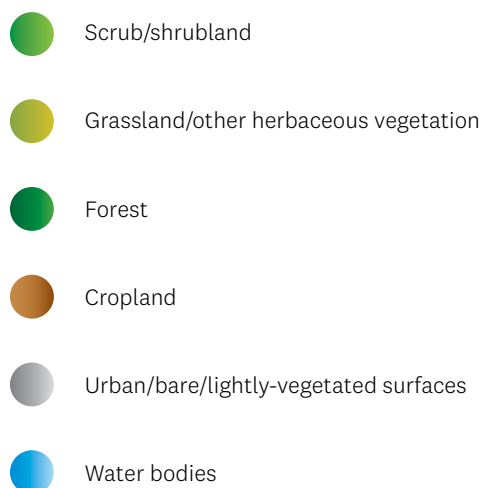 Scrub/shrubland
Grassland/other herbaceous vegetation
Forest
Cropland
Urban/bare/lightly-vegetated surfaces
Water bodies